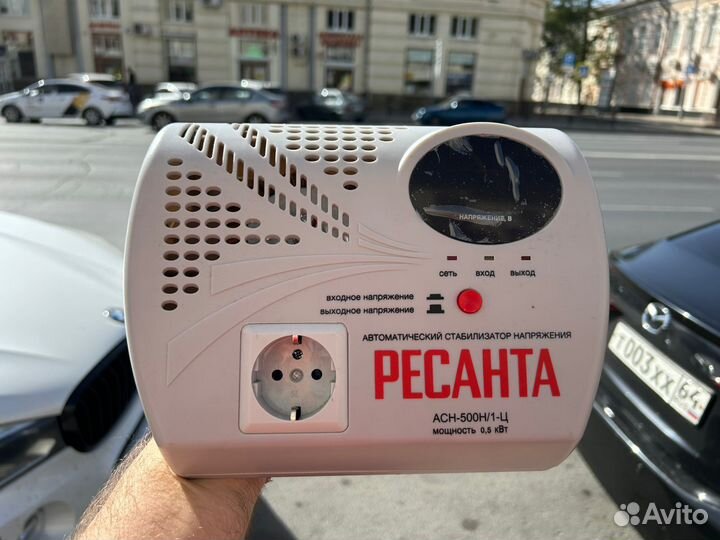 НАПРЯЖЕНИЕ, В
сеть вход выход
входное напряжение
выходное напряжение
АВТОМАТИЧЕСКИЙ СТАБИЛИЗАТОР НАПРЯЖЕНИЯ
РЕСАНТА
АСН-500Н/1-Ц
мощность 0,5 кВт
Т003ХХ 64
Avito